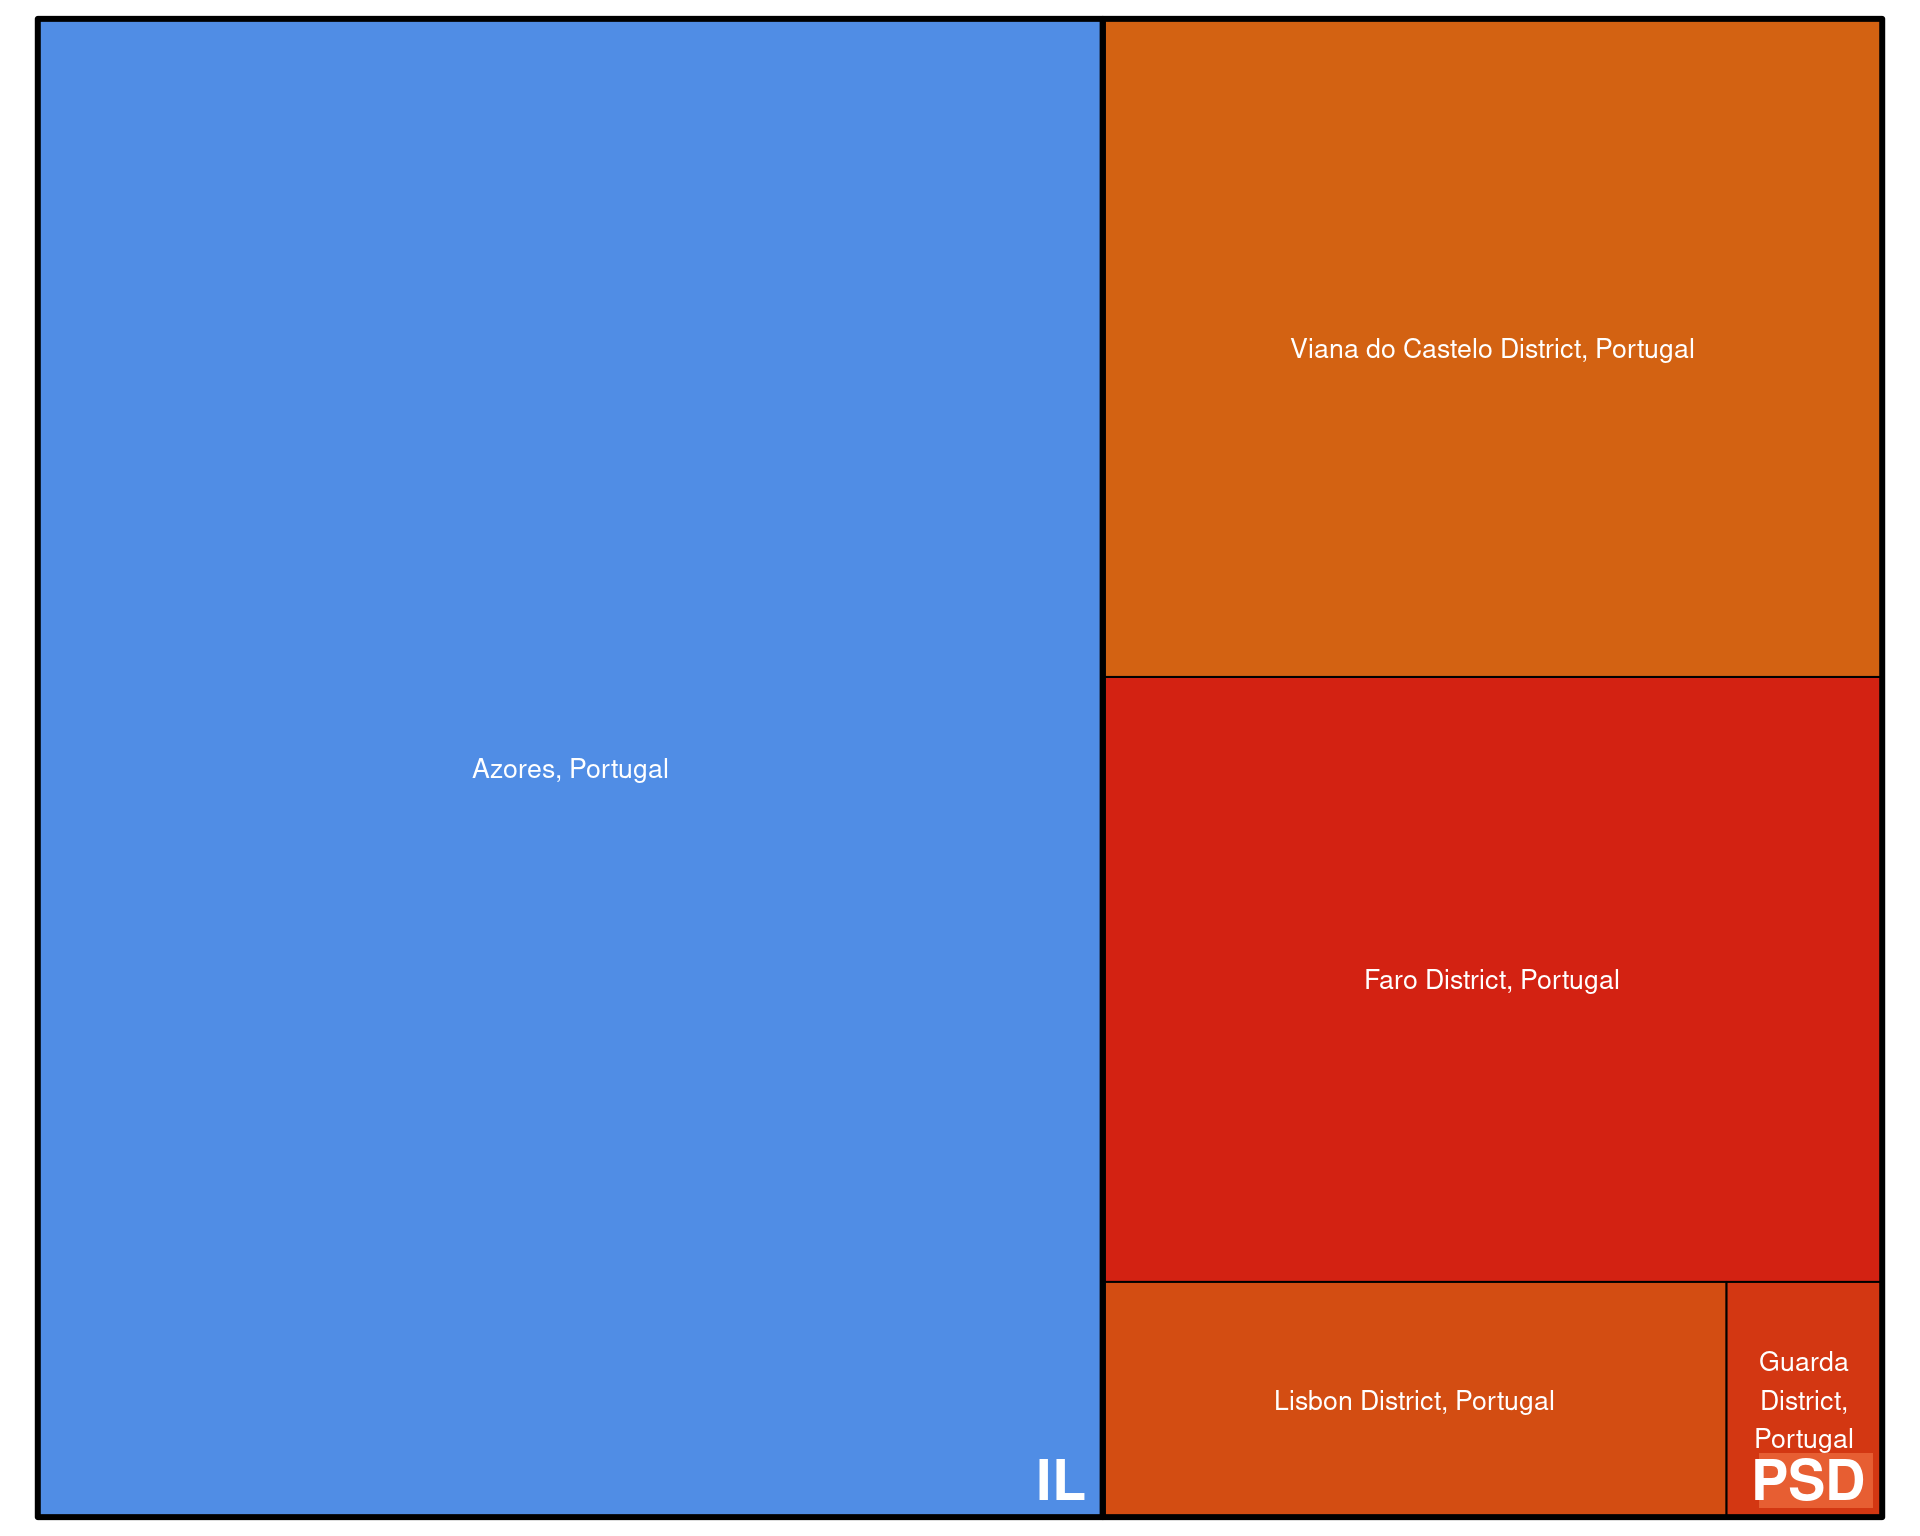 Azores, Portugal
IL
Viana do Castelo District, Portugal
Faro District, Portugal
Lisbon District, Portugal
Guarda
District,
Portugal
PSD